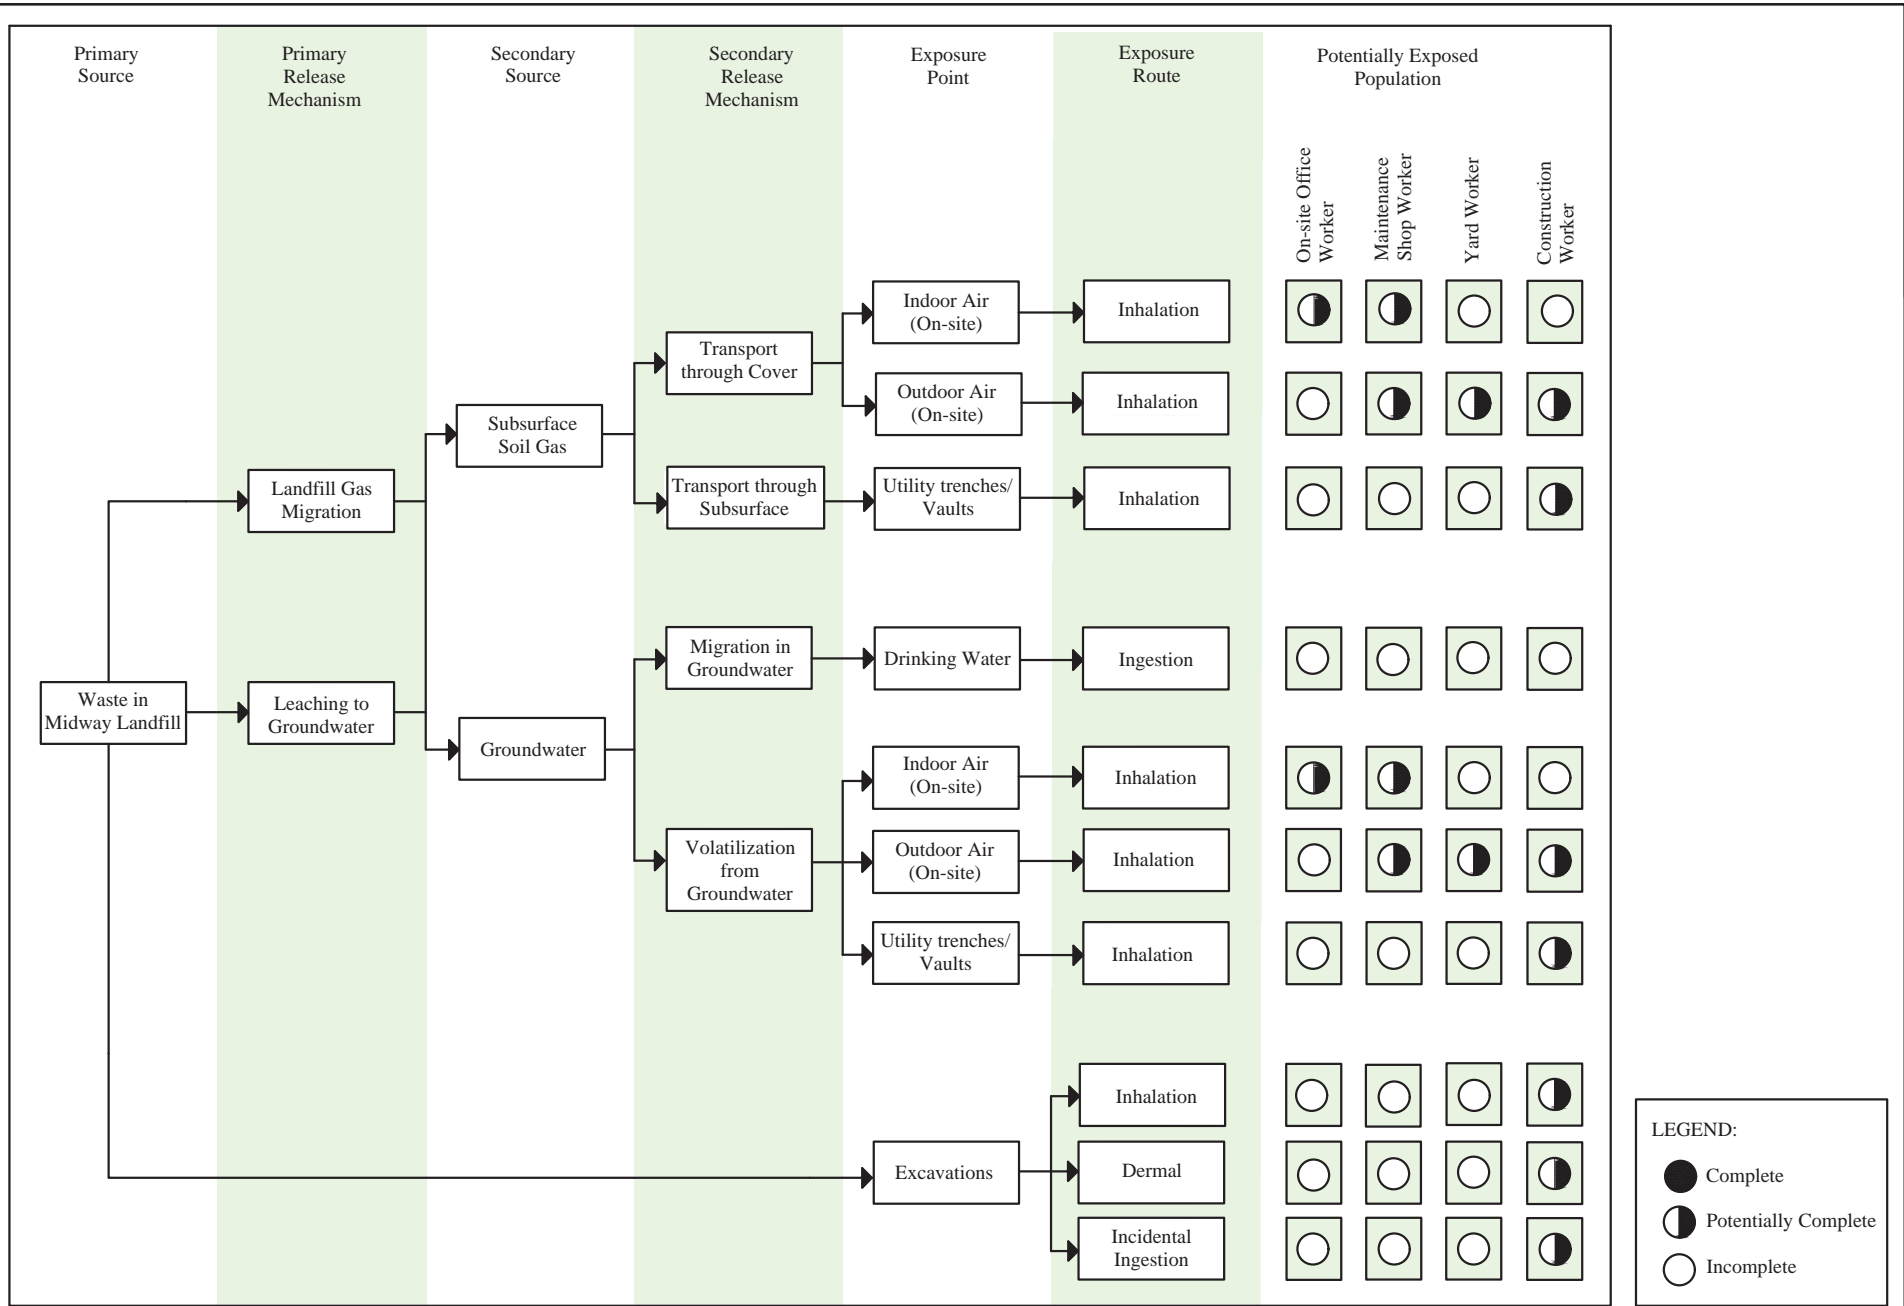 Primary
Source
Primary
Release
Mechanism
Secondary
Source
Secondary
Release
Mechanism
Exposure
Point
Exposure
Route
Potentially Exposed
Population
On-site Office
Worker
Maintenance
Shop Worker
Yard Worker
Construction
Worker
Indoor Air
(On-site)
Inhalation
Transport
through Cover
Outdoor Air
(On-site)
Inhalation
Subsurface
Soil Gas
Landfill Gas
Migration
Transport through
Subsurface
Utility trenches/
Vaults
Inhalation
Migration in
Groundwater
Drinking Water
Ingestion
Waste in
Midway Landfill
Leaching to
Groundwater
Groundwater
Indoor Air
(On-site)
Inhalation
Volatilization
from
Groundwater
Outdoor Air
(On-site)
Inhalation
Utility trenches/
Vaults
Inhalation
Inhalation
Excavations
Dermal
Incidental
Ingestion
LEGEND:
Complete
Potentially Complete
Incomplete